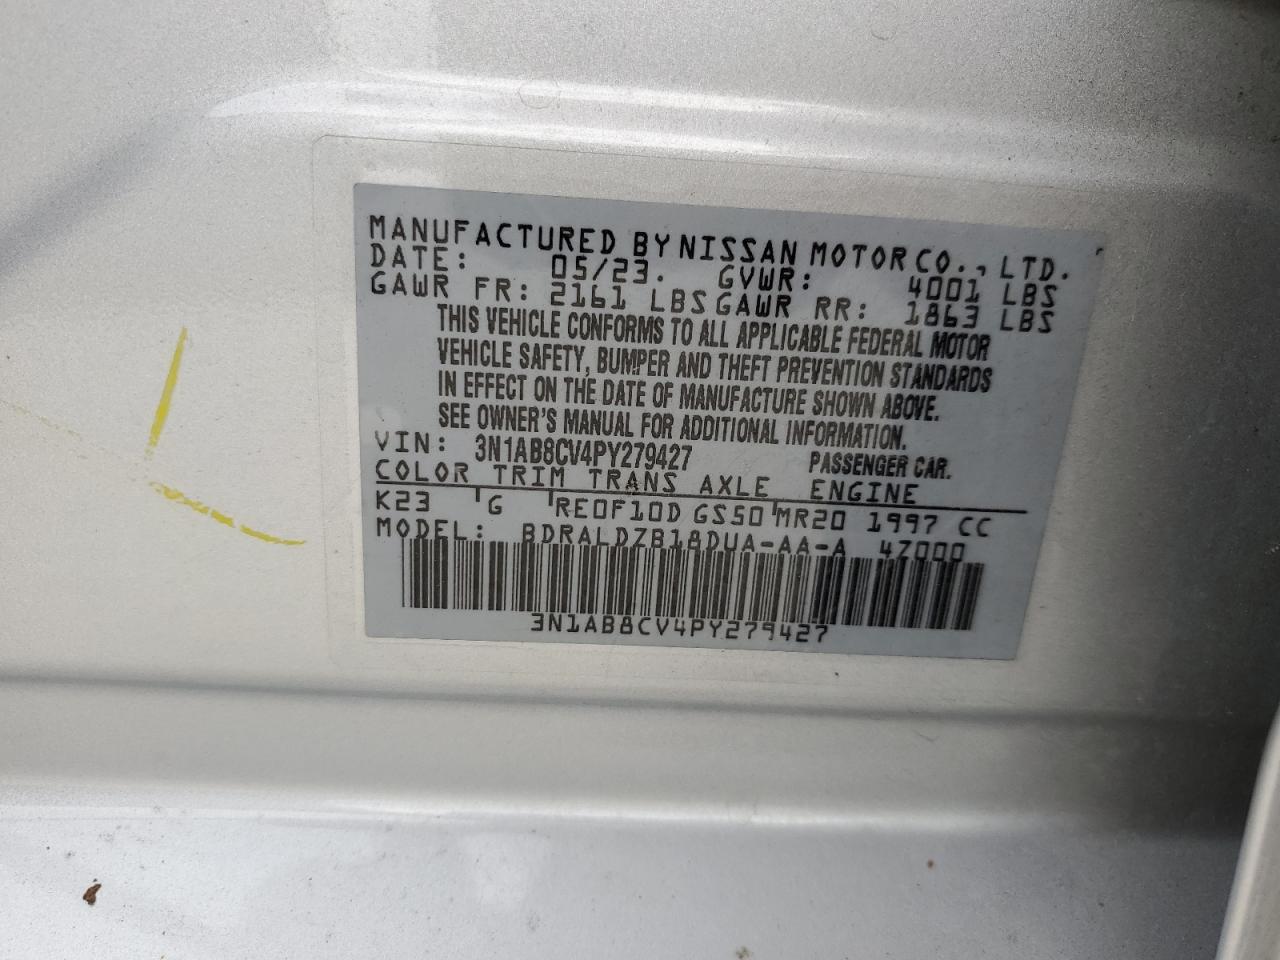 MANUFACTURED BY NISSAN MOTOR CO., LTD.
DATE: 05/23. GVWR: 4001 LBS
GAWR FR: 2161 LBS GAWR RR: 1863 LBS
THIS VEHICLE CONFORMS TO ALL APPLICABLE FEDERAL MOTOR
VEHICLE SAFETY, BUMPER AND THEFT PREVENTION STANDARDS
IN EFFECT ON THE DATE OF MANUFACTURE SHOWN ABOVE.
SEE OWNER'S MANUAL FOR ADDITIONAL INFORMATION.
VIN: 3N1AB8CV4PY279427 PASSENGER CAR.
COLOR TRIM TRANS AXLE ENGINE
K23 G RE0F10D GS50 MR20 1997 CC
MODEL: BDRALDZB18DUA-AA-A 47000
3N1AB8CV4PY279427